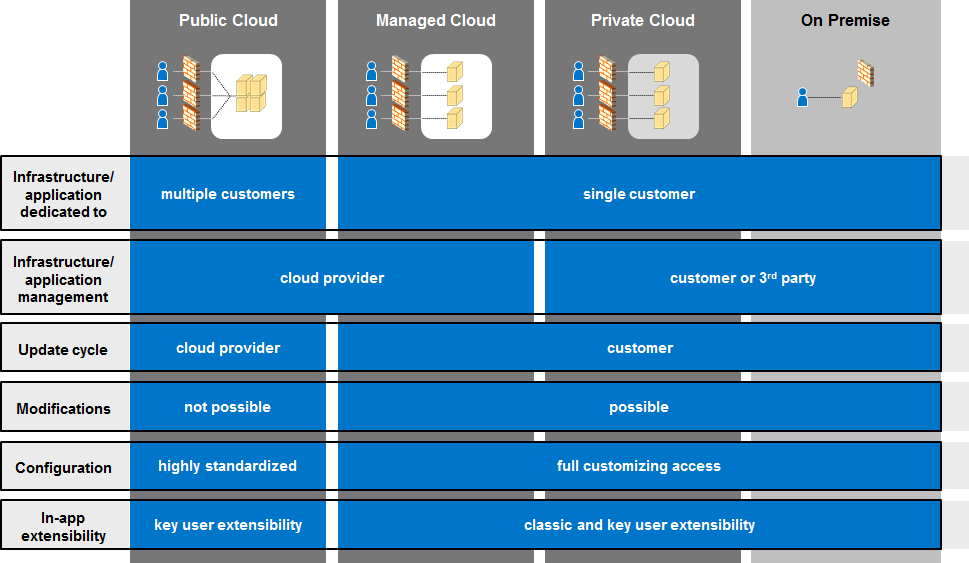 Public Cloud
Managed Cloud
Private Cloud
On Premise
Infrastructure/
application
dedicated to
multiple customers
single customer
Infrastructure/
application
management
cloud provider
customer or 3rd party
Update cycle
cloud provider
customer
Modifications
not possible
possible
Configuration
highly standardized
full customizing access
In-app
extensibility
key user extensibility
classic and key user extensibility